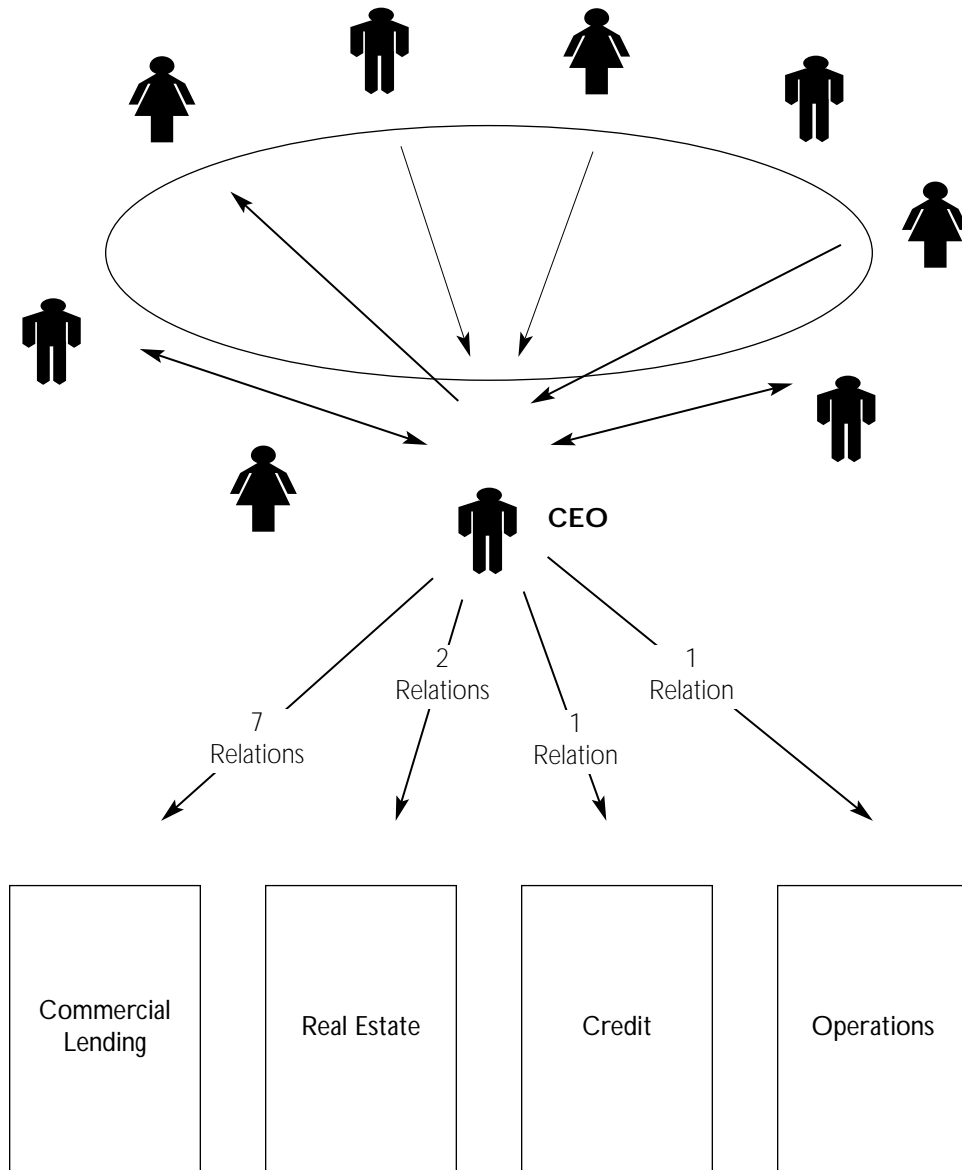 CEO
2
Relations
1
Relation
7
Relations
1
Relation
Commercial
Lending
Real Estate
Credit
Operations